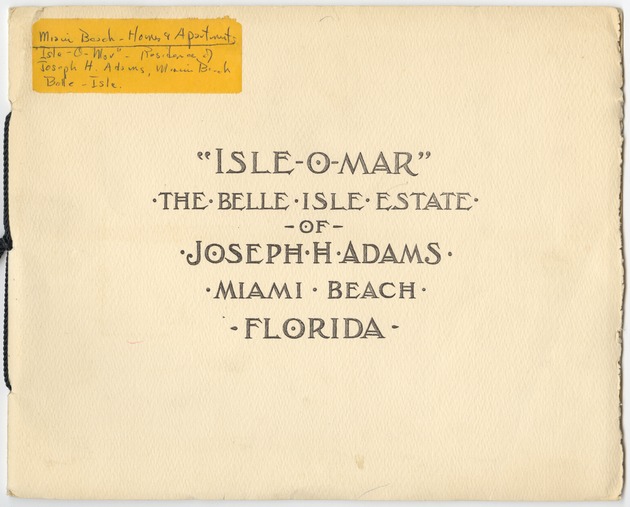 Miami Beach - Homes & Apartments
"Isle-O-Mar" - Residence of
Joseph H. Adams, Miami Beach
Belle - Isle.
"ISLE-O-MAR"
·THE·BELLE·ISLE·ESTATE·
-OF-
·JOSEPH·H·ADAMS·
·MIAMI·BEACH·
-FLORIDA-